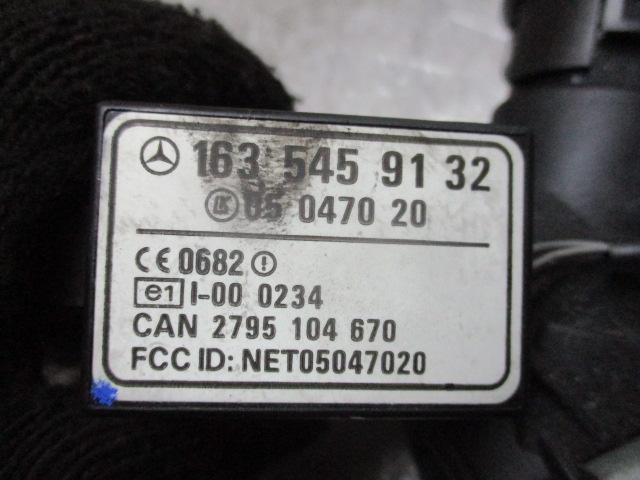 163 545 91 32
LK 05 0470 20
CE 0682
e1 I-00 0234
CAN 2795 104 670
FCC ID: NET05047020